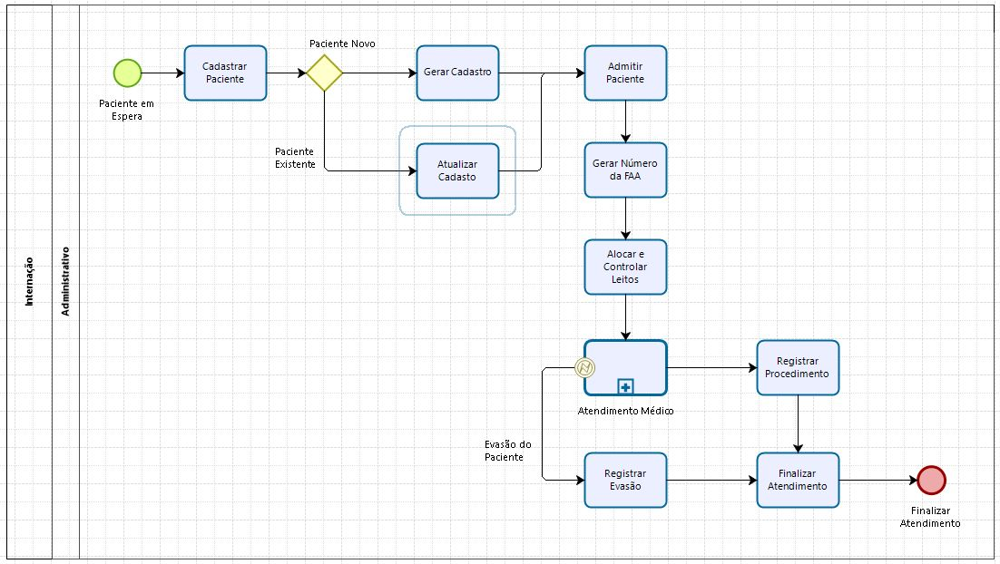 Internação
Administrativo
Paciente em
Espera
Cadastrar
Paciente
Paciente Novo
Gerar Cadastro
Paciente
Existente
Atualizar
Cadasto
Admitir
Paciente
Gerar Número
da FAA
Alocar e
Controlar
Leitos
Atendimento Médico
Registrar
Procedimento
Evasão do
Paciente
Registrar
Evasão
Finalizar
Atendimento
Finalizar
Atendimento